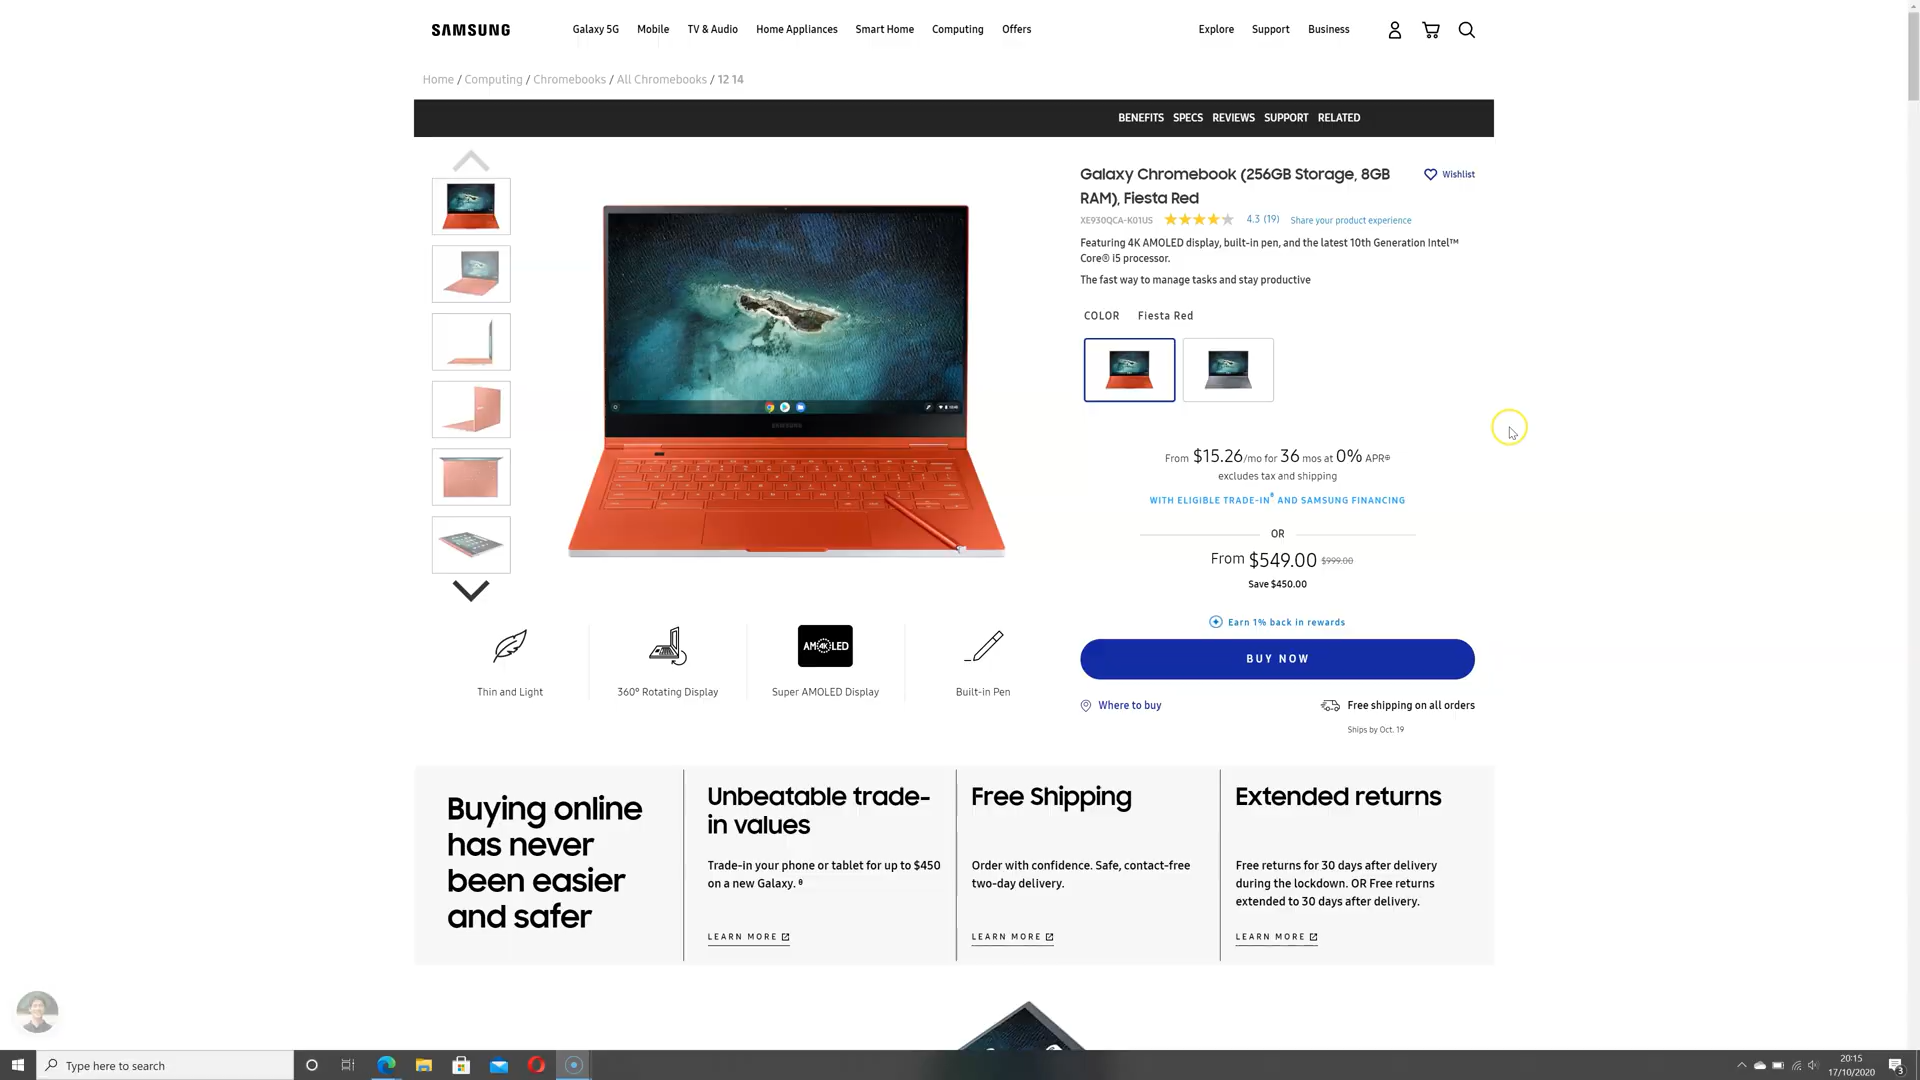 SAMSUNG
Galaxy 5G Mobile TV & Audio Home Appliances Smart Home Computing Offers
Explore Support Business
Home / Computing / Chromebooks / All Chromebooks / 12 14
BENEFITS SPECS REVIEWS SUPPORT RELATED
Galaxy Chromebook (256GB Storage, 8GB
RAM), Fiesta Red
Wishlist
XE930QCA-K01US 4.3 (19) Share your product experience
Featuring 4K AMOLED display, built-in pen, and the latest 10th Generation Intel™
Core® i5 processor.
The fast way to manage tasks and stay productive
COLOR Fiesta Red
SAMSUNG
From $15.26/mo for 36 mos at 0% APR
excludes tax and shipping
WITH ELIGIBLE TRADE-IN AND SAMSUNG FINANCING
OR
From $549.00 $999.00
Save $450.00
Earn 1% back in rewards
BUY NOW
Where to buy
Free shipping on all orders
Ships by Oct. 19
AM4KLED
Thin and Light
360º Rotating Display
Super AMOLED Display
Built-in Pen
Buying online
has never
been easier
and safer
Unbeatable trade-
in values
Trade-in your phone or tablet for up to $450
on a new Galaxy. θ
LEARN MORE
Free Shipping
Order with confidence. Safe, contact-free
two-day delivery.
LEARN MORE
Extended returns
Free returns for 30 days after delivery
during the lockdown. OR Free returns
extended to 30 days after delivery.
LEARN MORE
Type here to search
20:15
17/10/2020
3